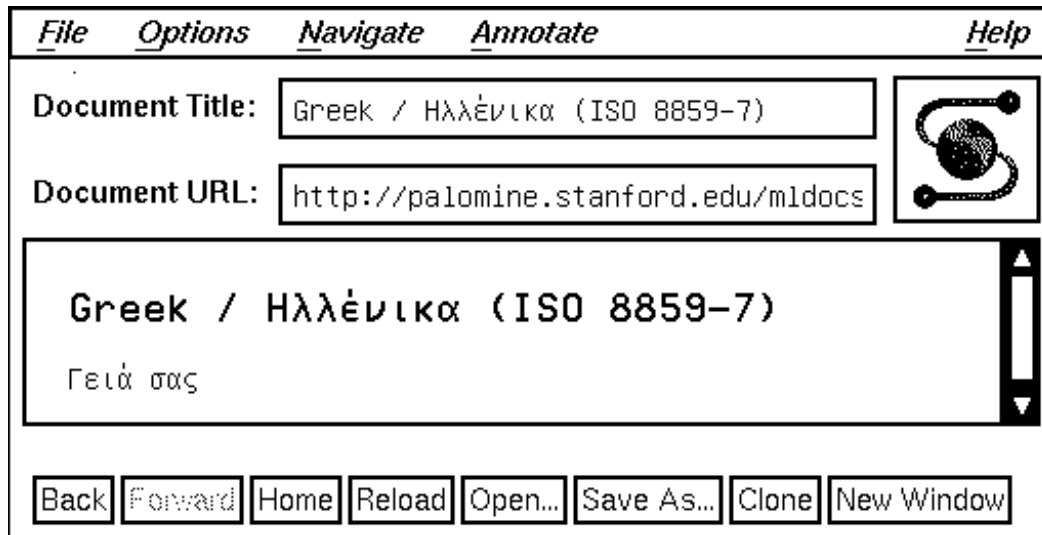 File Options Navigate Annotate Help
Document Title: Greek / Ηλλένικα (ISO 8859-7)
Document URL: http://palomine.stanford.edu/mldocs
Greek / Ηλλένικα (ISO 8859-7)
Γειά σας
Back Forward Home Reload Open... Save As... Clone New Window